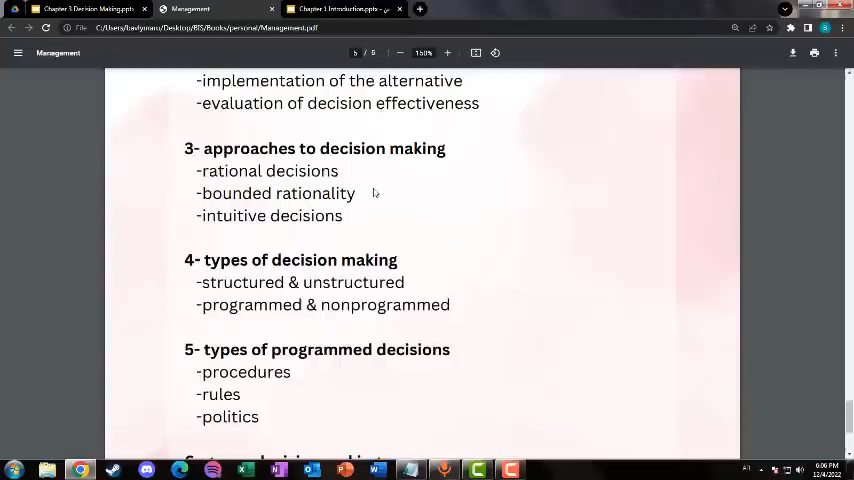 Chapter 3 Decision Making.pptx
Management
Chapter 1 Introduction.pptx
File
C:/Users/bavlymaro/Desktop/BIS/Books/personal/Management.pdf
Management
5 / 6
150%
-implementation of the alternative
-evaluation of decision effectiveness
3- approaches to decision making
-rational decisions
-bounded rationality
-intuitive decisions
4- types of decision making
-structured & unstructured
-programmed & nonprogrammed
5- types of programmed decisions
-procedures
-rules
-politics
6:06 PM
12/4/2022